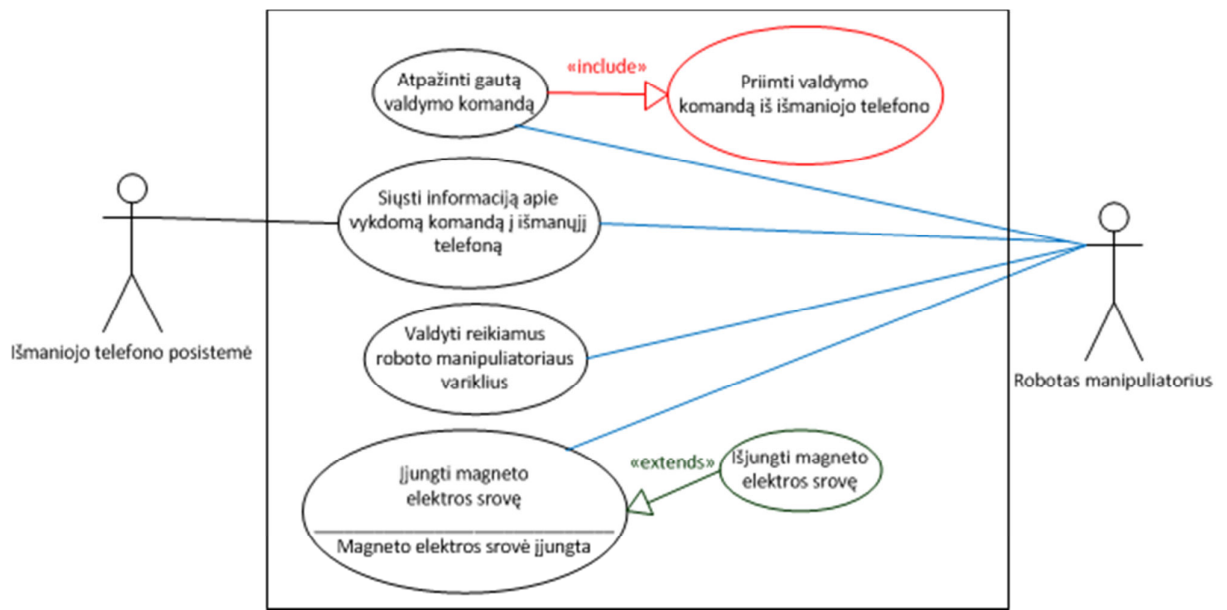 Atpažinti gautą
valdymo komandą
«include»
Priimti valdymo
komandą iš išmaniojo telefono
Siųsti informaciją apie
vykdomą komandą į išmanųjį
telefoną
Išmaniojo telefono posistemė
Valdyti reikiamus
roboto manipuliatoriaus
variklius
Robotas manipuliatorius
Įjungti magneto
elektros srovę
Magneto elektros srovė įjungta
«extends»
Išjungti magneto
elektros srovę